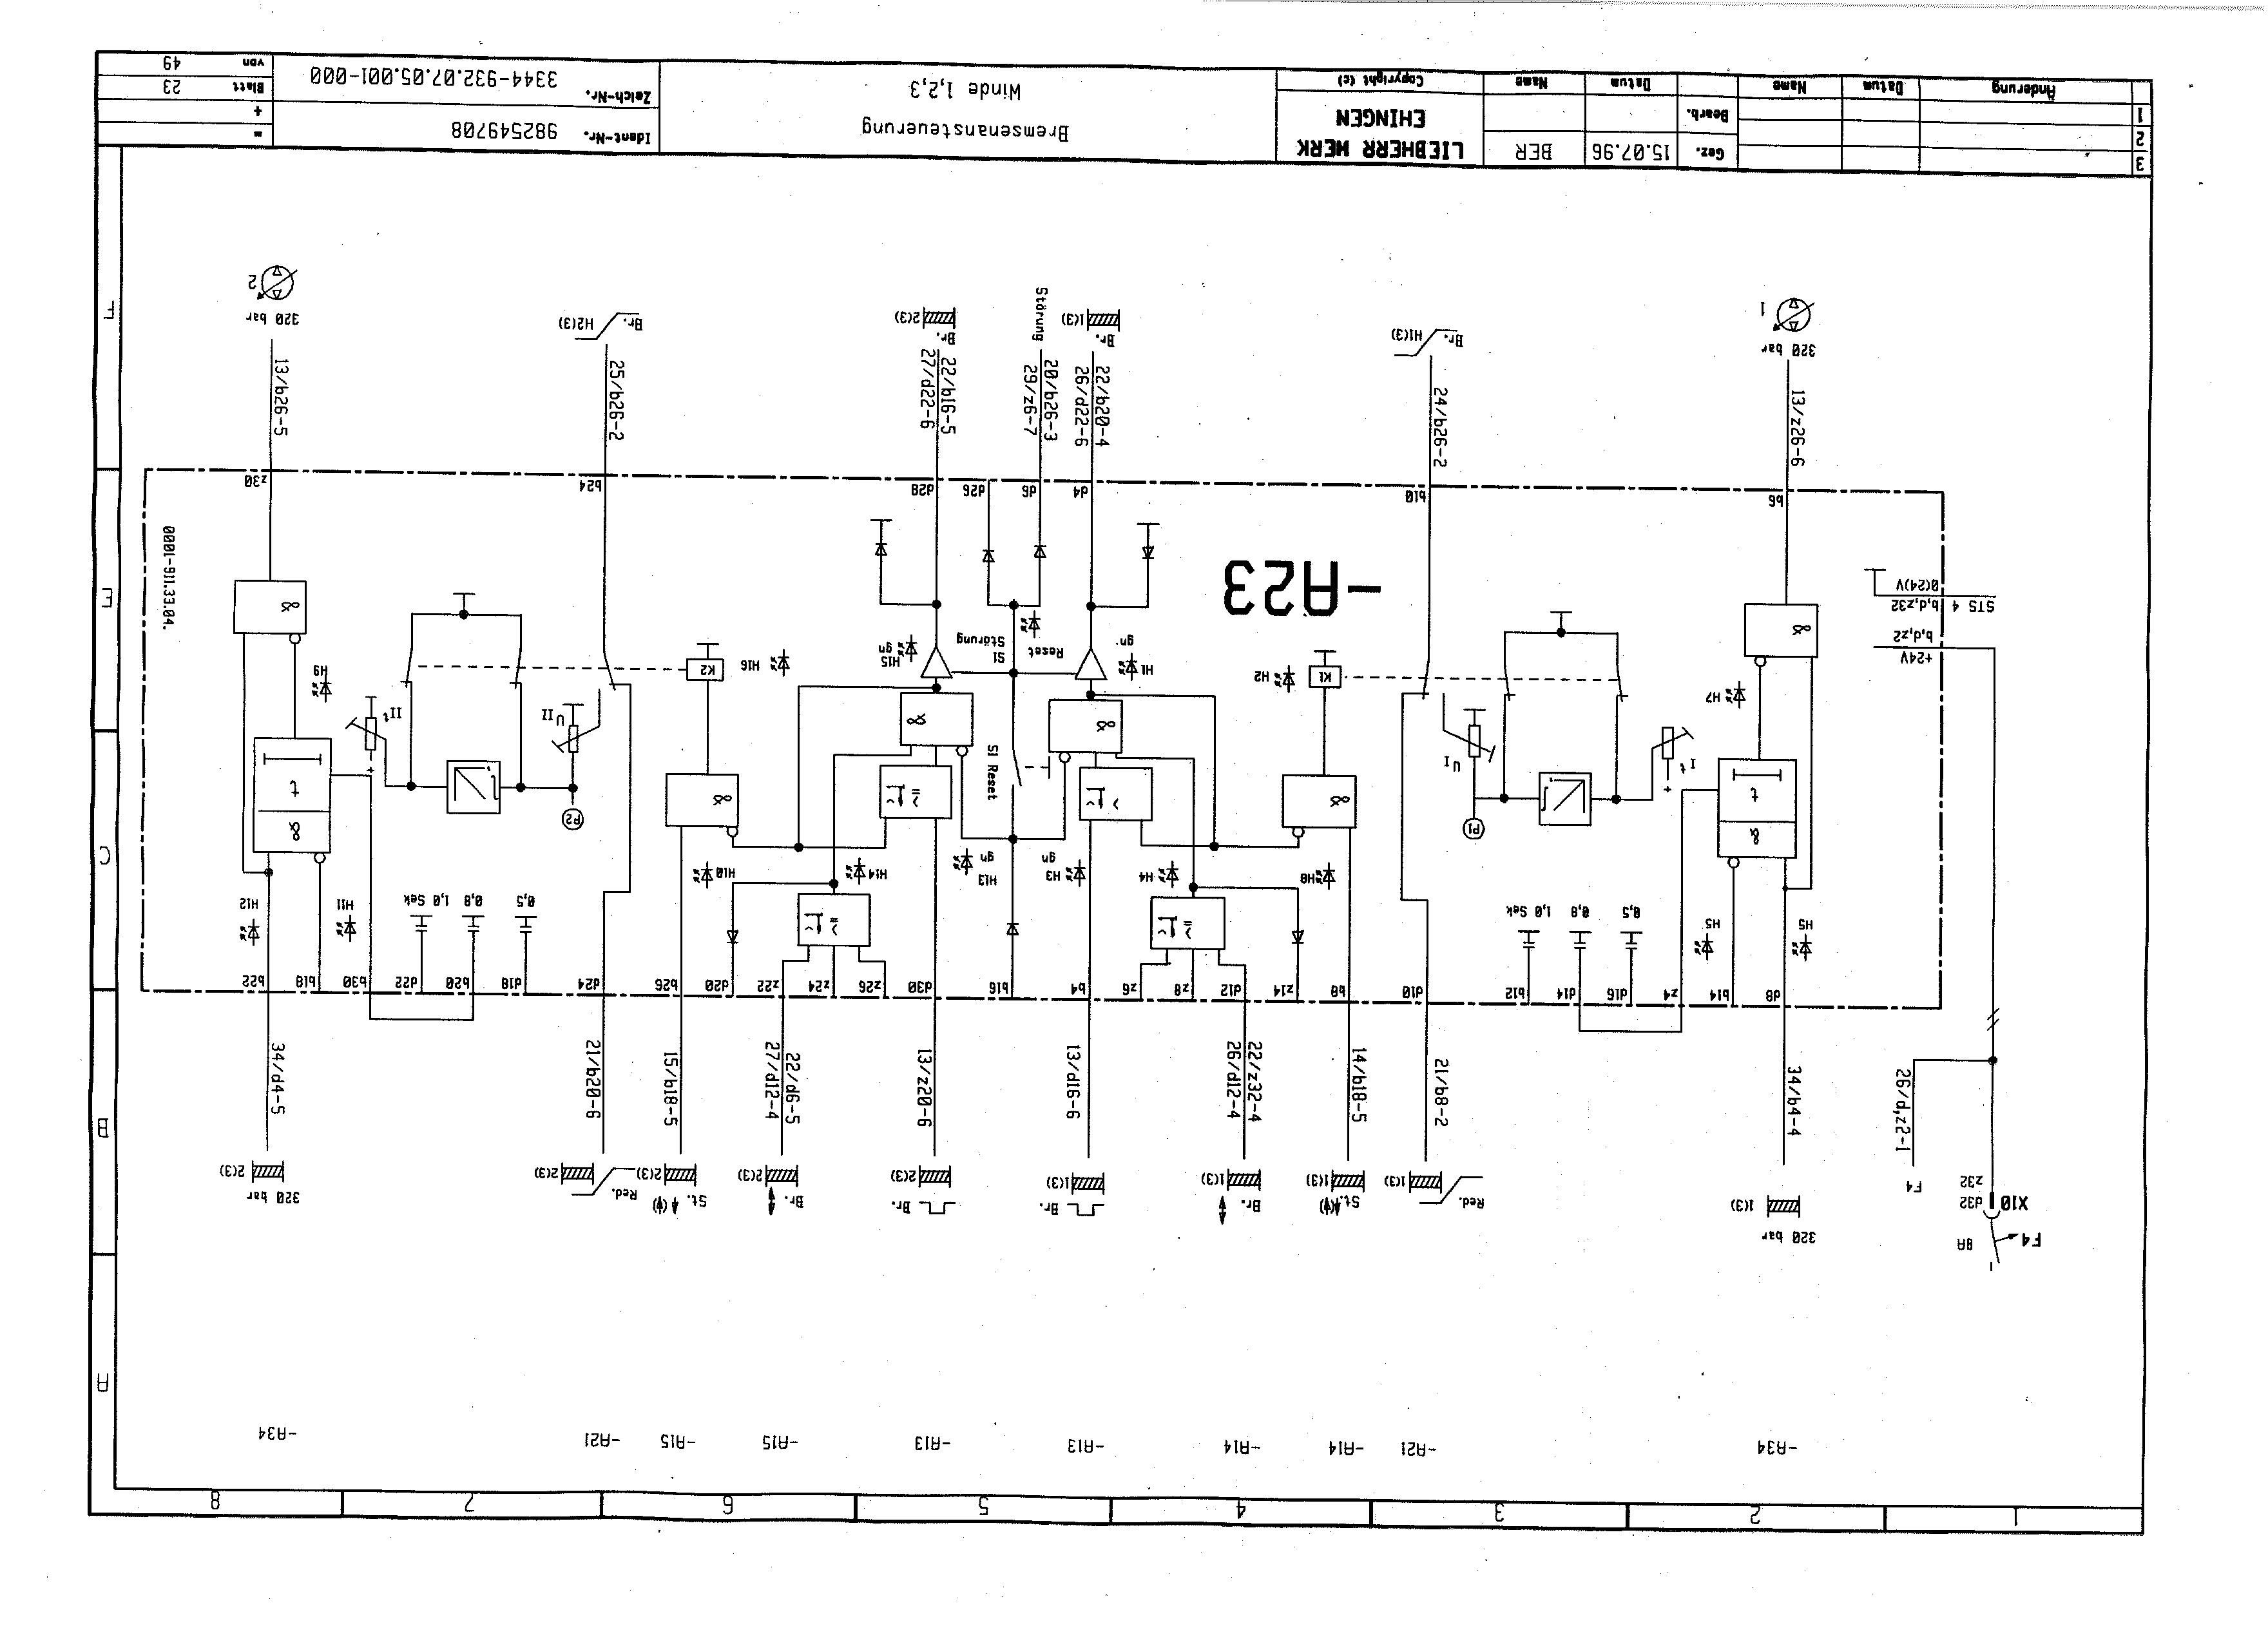 1 2 3 4 5 6 7 8
-A34 -A21 -A14 -A14 -A13 -A13 -A15 -A15 -A21 -A34
A
F4 8A
X10 d32
z32
F4
26/d,z2-1
320 bar
1(3)
34/b4-4
Red.
1(3)
21/b8-2
St.
1(3)
14/b18-5
Br.
1(3)
22/z32-4
26/d12-4
Br.
1(3)
13/d16-6
Br.
2(3)
13/z20-6
Br.
2(3)
22/d6-5
27/d12-4
St.
2(3)
15/b18-5
Red.
2(3)
21/b20-6
320 bar
2(3)
34/d4-5
B
d8 b14 z4 d16 d14 b12 d10 b8 z14 d12 z8 z6 b4 b16 d30 z26 z24 z22 d20 b26 d24 d18 b20 d22 b30 b18 b22
H5 H5 0,5 0,8 1,0 Sek
H8 H4 H3 gn
H13 gn H14 H10
0,5 0,8 1,0 Sek H11 H12
C
& t
I t
P1
U I
&
≥
≥
&
S1 Reset
≥
≥
&
&
P2
U II
II t
& t
H7 K1 H2 H1 gn.
Reset
S1
Störung
H15 gn
H16 K2 H9
&
&
+24V
b,d,z2
STS 4 b,d,z32
0(24)V
-A23
E
0001-911.33.04.
b6 b10 d4 d6 d26 d28 b24 z30
13/z26-6
24/b26-2
22/b20-4
26/d22-6
20/b26-3
29/z6-7
22/b16-5
27/d22-6
25/b26-2
13/b26-5
320 bar
1
Br. H1(3)
Br.
1(3)
Störung
Br.
2(3)
Br. H2(3)
320 bar
2
F
3
2
1
Änderung Datum Name
Gez. 15.07.96 BER
Bearb.
Datum Name
LIEBHERR WERK
EHINGEN
Copyright (c)
Bremsenansteuerung
Winde 1,2,3
Ident-Nr. 982549708
Zeich-Nr. 3344-932.07.05.001-000
=
+
Blatt 23
von 49